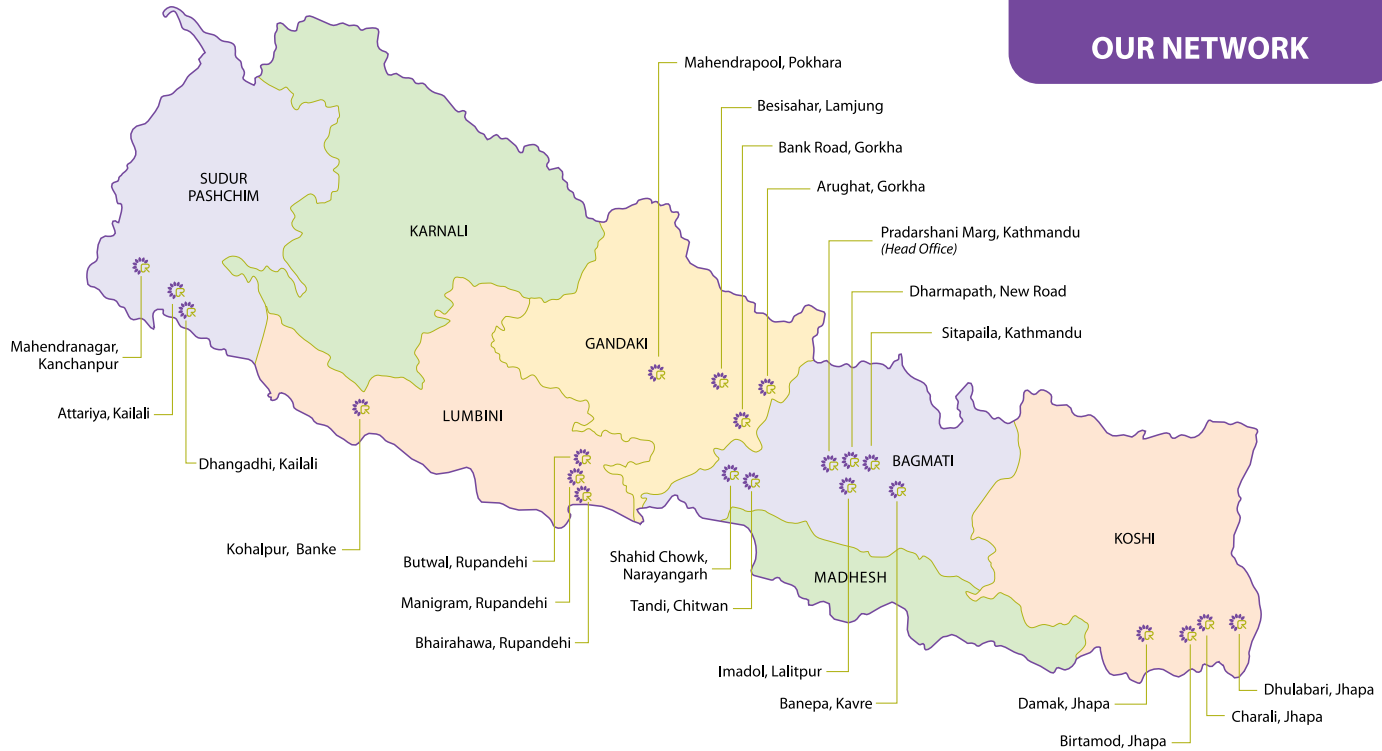 OUR NETWORK
Mahendrapool, Pokhara
Besisahar, Lamjung
Bank Road, Gorkha
Arughat, Gorkha
Pradarshani Marg, Kathmandu
(Head Office)
Dharmapath, New Road
Sitapaila, Kathmandu
SUDUR
PASHCHIM
KARNALI
GANDAKI
LUMBINI
BAGMATI
MADHESH
KOSHI
Mahendranagar,
Kanchanpur
Attariya, Kailali
Dhangadhi, Kailali
Kohalpur, Banke
Butwal, Rupandehi
Manigram, Rupandehi
Bhairahawa, Rupandehi
Shahid Chowk,
Narayangarh
Tandi, Chitwan
Imadol, Lalitpur
Banepa, Kavre
Damak, Jhapa
Birtamod, Jhapa
Charali, Jhapa
Dhulabari, Jhapa